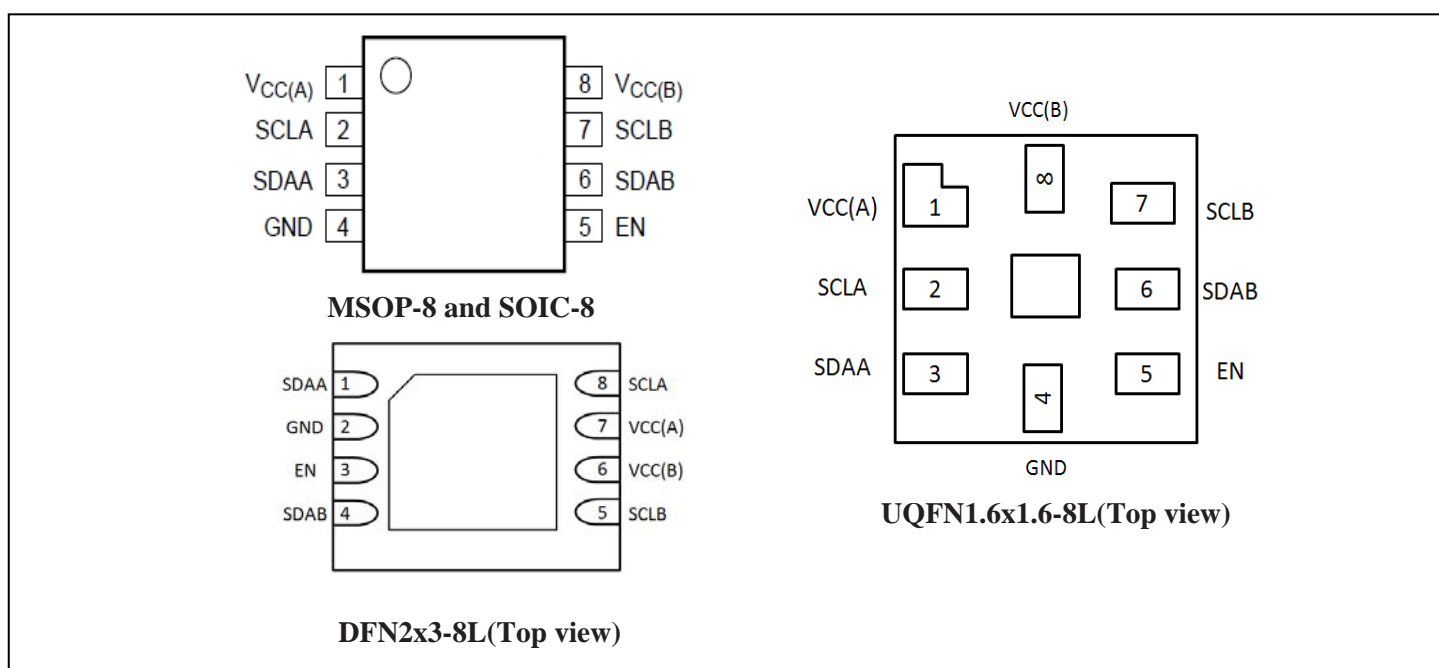 VCC(A) 1 8 VCC(B)
SCLA 2 7 SCLB
SDAA 3 6 SDAB
GND 4 5 EN
MSOP-8 and SOIC-8
SDAA 1 8 SCLA
GND 2 7 VCC(A)
EN 3 6 VCC(B)
SDAB 4 5 SCLB
DFN2x3-8L(Top view)
VCC(B)
8
VCC(A) 1 7 SCLB
SCLA 2 6 SDAB
SDAA 3 5 EN
4
GND
UQFN1.6x1.6-8L(Top view)